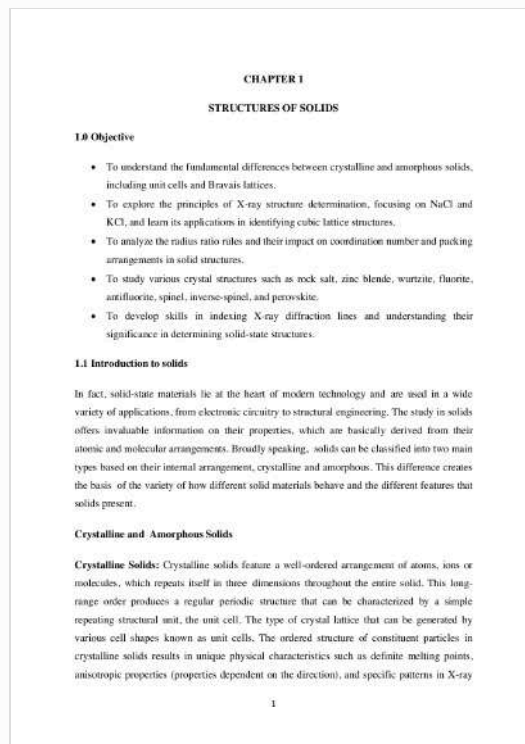 CHAPTER 1
STRUCTURES OF SOLIDS
1.0 Objective
• To understand the fundamental differences between crystalline and amorphous solids,
including unit cells and Bravais lattices.
• To explore the principles of X-ray structure determination, focusing on NaCl and
KCl, and learn its applications in identifying cubic lattice structures.
• To analyze the radius ratio rules and their impact on coordination number and packing
arrangements in solid structures.
• To study various crystal structures such as rock salt, zinc blende, wurtzite, fluorite,
antifluorite, spinel, inverse-spinel, and perovskite.
• To develop skills in indexing X-ray diffraction lines and understanding their
significance in determining solid-state structures.
1.1 Introduction to solids
In fact, solid-state materials lie at the heart of modern technology and are used in a wide
variety of applications, from electronic circuitry to structural engineering. The study in solids
offers invaluable information on their properties, which are basically derived from their
atomic and molecular arrangements. Broadly speaking, solids can be classified into two main
types based on their internal arrangement, crystalline and amorphous. This difference creates
the basis of the variety of how different solid materials behave and the different features that
solids present.
Crystalline and Amorphous Solids
Crystalline Solids: Crystalline solids feature a well-ordered arrangement of atoms, ions or
molecules, which repeats itself in three dimensions throughout the entire solid. This long-
range order produces a regular periodic structure that can be characterized by a simple
repeating structural unit, the unit cell. The type of crystal lattice that can be generated by
various cell shapes known as unit cells. The ordered structure of constituent particles in
crystalline solids results in unique physical characteristics such as definite melting points,
anisotropic properties (properties dependent on the direction), and specific patterns in X-ray
1